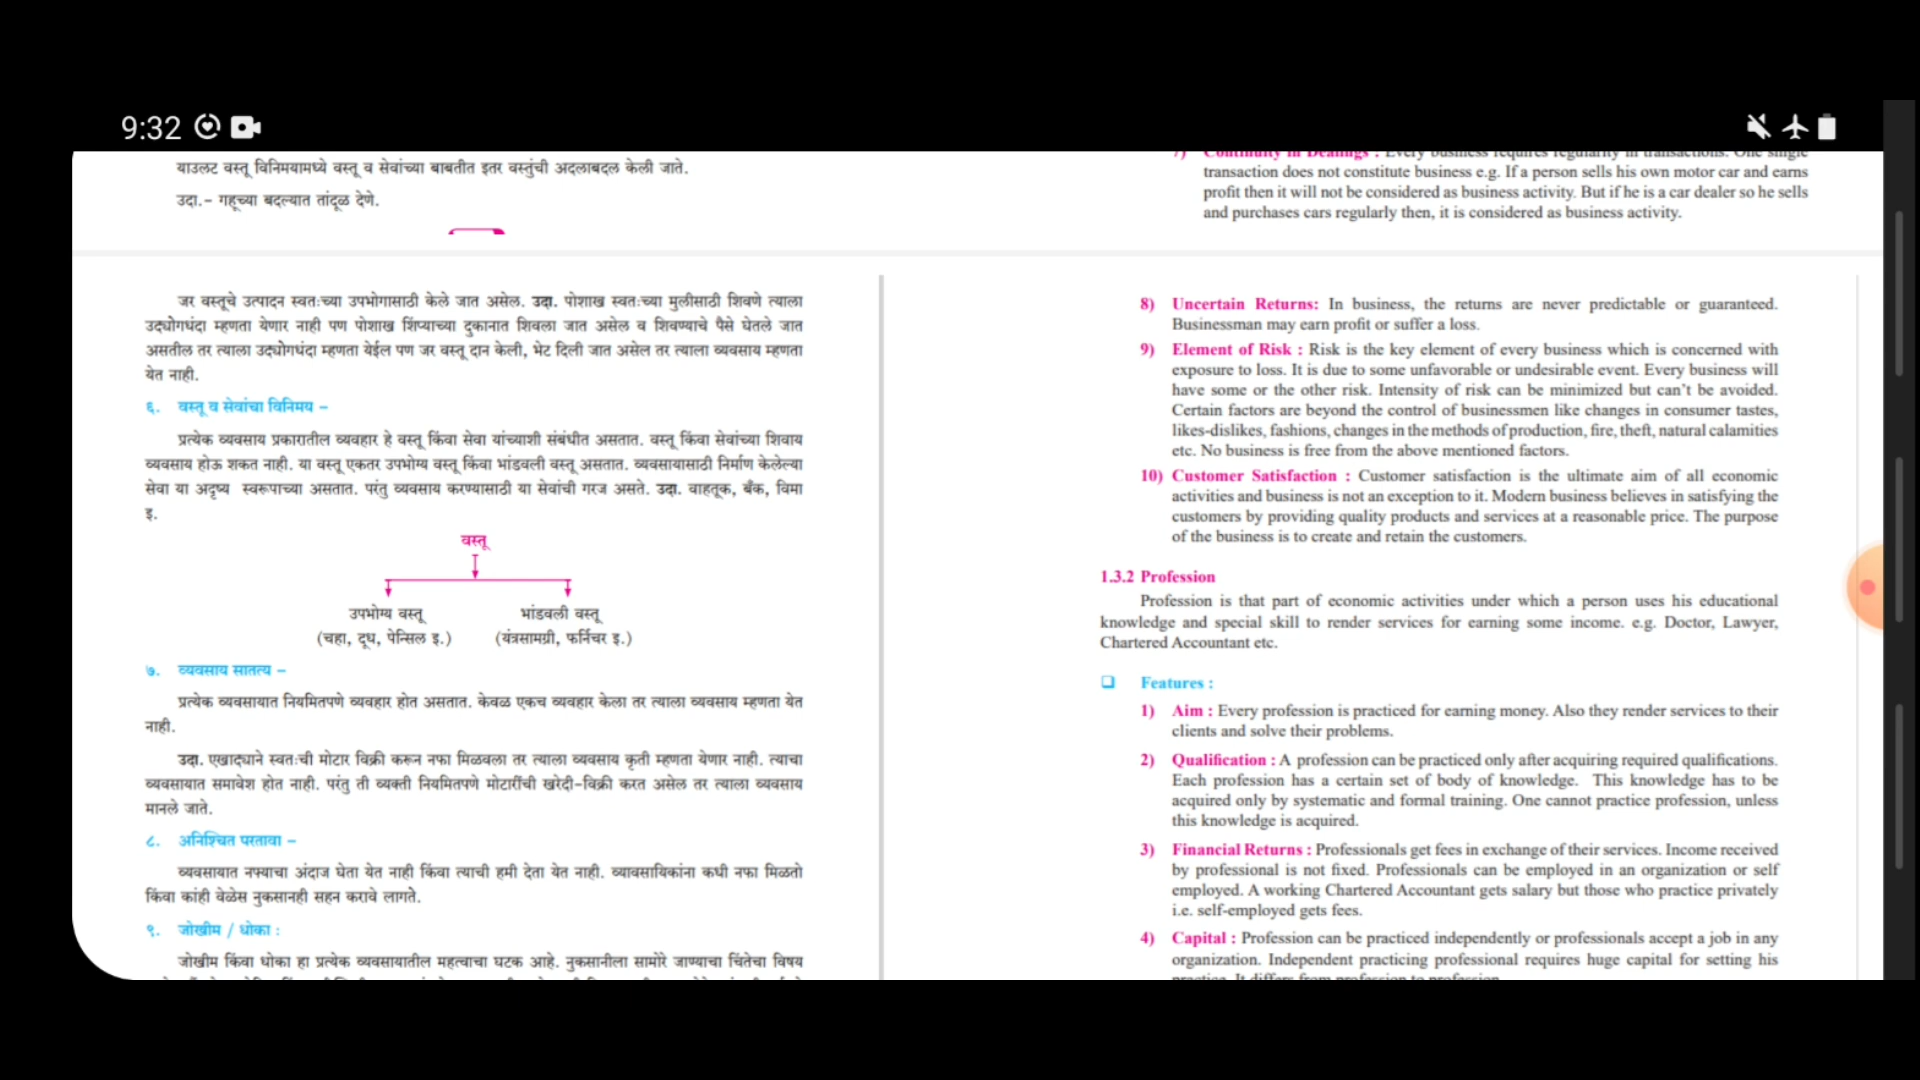 9:32
याउलट वस्तू विनिमयामध्ये वस्तू व सेवांच्या बाबतीत इतर वस्तुंची अदलाबदल केली जाते.
उदा.- गहूच्या बदल्यात तांदूळ देणे.
जर वस्तूचे उत्पादन स्वतःच्या उपभोगासाठी केले जात असेल. उदा. पोशाख स्वतःच्या मुलीसाठी शिवणे त्याला
उद्योगधंदा म्हणता येणार नाही पण पोशाख शिंप्याच्या दुकानात शिवला जात असेल व शिवण्याचे पैसे घेतले जात
असतील तर त्याला उद्योगधंदा म्हणता येईल पण जर वस्तू दान केली, भेट दिली जात असेल तर त्याला व्यवसाय म्हणता
येत नाही.
६. वस्तू व सेवांचा विनिमय –
प्रत्येक व्यवसाय प्रकारातील व्यवहार हे वस्तू किंवा सेवा यांच्याशी संबंधीत असतात. वस्तू किंवा सेवांच्या शिवाय
व्यवसाय होऊ शकत नाही. या वस्तू एकतर उपभोग्य वस्तू किंवा भांडवली वस्तू असतात. व्यवसायासाठी निर्माण केलेल्या
सेवा या अदृष्य स्वरूपाच्या असतात. परंतु व्यवसाय करण्यासाठी या सेवांची गरज असते. उदा. वाहतूक, बँक, विमा
इ.
वस्तू
उपभोग्य वस्तू भांडवली वस्तू
(चहा, दूध, पेन्सिल इ.) (यंत्रसामग्री, फर्निचर इ.)
७. व्यवसाय सातत्य –
प्रत्येक व्यवसायात नियमितपणे व्यवहार होत असतात. केवळ एकच व्यवहार केला तर त्याला व्यवसाय म्हणता येत
नाही.
उदा. एखाद्याने स्वतःची मोटार विक्री करून नफा मिळवला तर त्याला व्यवसाय कृती म्हणता येणार नाही. त्याचा
व्यवसायात समावेश होत नाही. परंतु ती व्यक्ती नियमितपणे मोटारींची खरेदी-विक्री करत असेल तर त्याला व्यवसाय
मानले जाते.
८. अनिश्चित परतावा –
व्यवसायात नफ्याचा अंदाज घेता येत नाही किंवा त्याची हमी देता येत नाही. व्यावसायिकांना कधी नफा मिळतो
किंवा कांही वेळेस नुकसानही सहन करावे लागते.
९. जोखीम / धोका :
जोखीम किंवा धोका हा प्रत्येक व्यवसायातील महत्वाचा घटक आहे. नुकसानीला सामोरे जाण्याचा चिंतेचा विषय
7) Continuity in Dealings : Every business requires regularity in transactions. One single
transaction does not constitute business e.g. If a person sells his own motor car and earns
profit then it will not be considered as business activity. But if he is a car dealer so he sells
and purchases cars regularly then, it is considered as business activity.
8) Uncertain Returns: In business, the returns are never predictable or guaranteed.
Businessman may earn profit or suffer a loss.
9) Element of Risk : Risk is the key element of every business which is concerned with
exposure to loss. It is due to some unfavorable or undesirable event. Every business will
have some or the other risk. Intensity of risk can be minimized but can't be avoided.
Certain factors are beyond the control of businessmen like changes in consumer tastes,
likes-dislikes, fashions, changes in the methods of production, fire, theft, natural calamities
etc. No business is free from the above mentioned factors.
10) Customer Satisfaction : Customer satisfaction is the ultimate aim of all economic
activities and business is not an exception to it. Modern business believes in satisfying the
customers by providing quality products and services at a reasonable price. The purpose
of the business is to create and retain the customers.
1.3.2 Profession
Profession is that part of economic activities under which a person uses his educational
knowledge and special skill to render services for earning some income. e.g. Doctor, Lawyer,
Chartered Accountant etc.
❑ Features :
1) Aim : Every profession is practiced for earning money. Also they render services to their
clients and solve their problems.
2) Qualification : A profession can be practiced only after acquiring required qualifications.
Each profession has a certain set of body of knowledge. This knowledge has to be
acquired only by systematic and formal training. One cannot practice profession, unless
this knowledge is acquired.
3) Financial Returns : Professionals get fees in exchange of their services. Income received
by professional is not fixed. Professionals can be employed in an organization or self
employed. A working Chartered Accountant gets salary but those who practice privately
i.e. self-employed gets fees.
4) Capital : Profession can be practiced independently or professionals accept a job in any
organization. Independent practicing professional requires huge capital for setting his
practice. It differs from profession to profession.